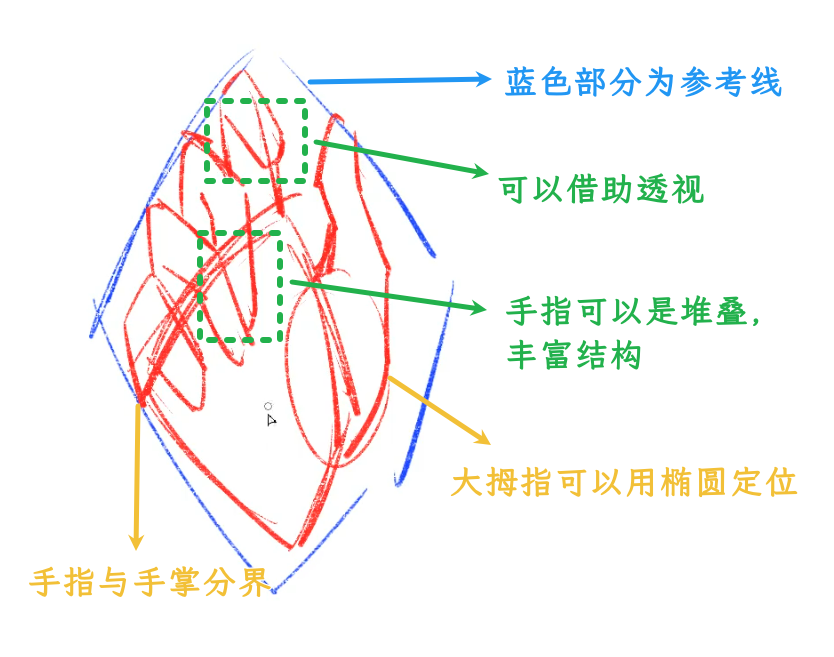 蓝色部分为参考线
可以借助透视
手指可以是堆叠，
丰富结构
大拇指可以用椭圆定位
手指与手掌分界